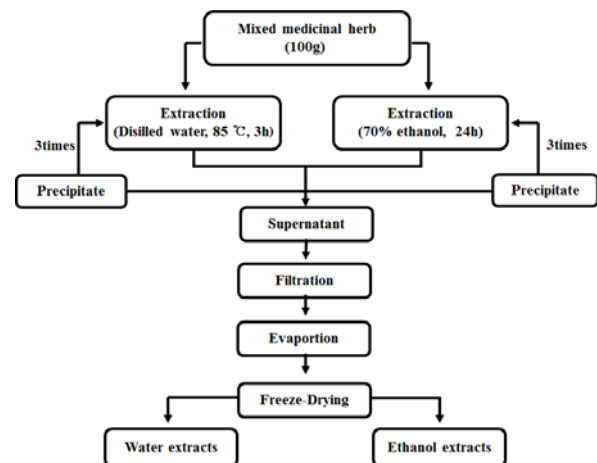 Mixed medicinal herb
(100g)
Extraction
(Disilled water, 85 ℃, 3h)
Extraction
(70% ethanol, 24h)
3times
3times
Precipitate
Precipitate
Supernatant
Filtration
Evaportion
Freeze-Drying
Water extracts
Ethanol extracts